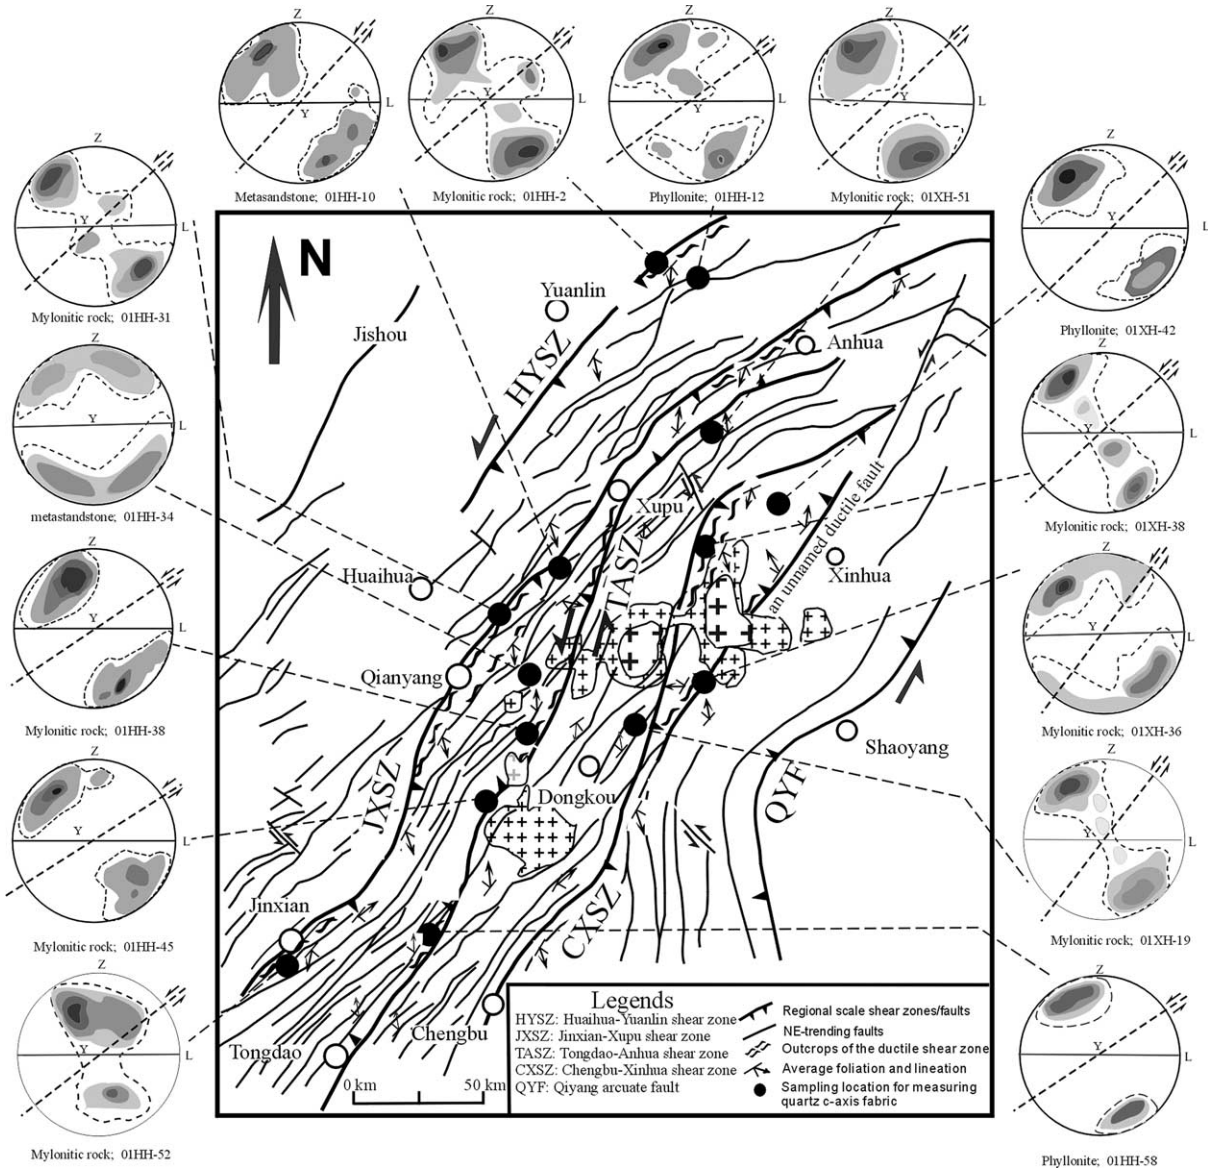 Z
Y
L
Metasandstone; 01HH-10
Z
Y
L
Mylonitic rock; 01HH-2
Z
Y
L
Phyllonite; 01HH-12
Z
Y
L
Mylonitic rock; 01XH-51
Z
Y
L
Mylonitic rock; 01HH-31
Z
Y
L
metastandstone; 01HH-34
Z
Y
L
Mylonitic rock; 01HH-38
Z
Y
L
Mylonitic rock; 01HH-45
Z
Y
L
Mylonitic rock; 01HH-52
Z
Y
L
Phyllonite; 01XH-42
Z
Y
L
Mylonitic rock; 01XH-38
Z
Y
L
Mylonitic rock; 01XH-36
Z
Y
L
Mylonitic rock; 01XH-19
Z
Y
L
Phyllonite; 01HH-58
N
Yuanlin
Jishou
HYSZ
Anhua
Xupu
TASZ
an unnamed ductile fault
Huaihua
Xinhua
Qianyang
Shaoyang
JXSZ
Dongkou
QYF
Jinxian
CXSZ
Chengbu
Tongdao
0 km 50 km
Legends
HYSZ: Huaihua-Yuanlin shear zone
JXSZ: Jinxian-Xupu shear zone
TASZ: Tongdao-Anhua shear zone
CXSZ: Chengbu-Xinhua shear zone
QYF: Qiyang arcuate fault
Regional scale shear zones/faults
NE-trending faults
Outcrops of the ductile shear zone
Average foliation and lineation
Sampling location for measuring
quartz c-axis fabric